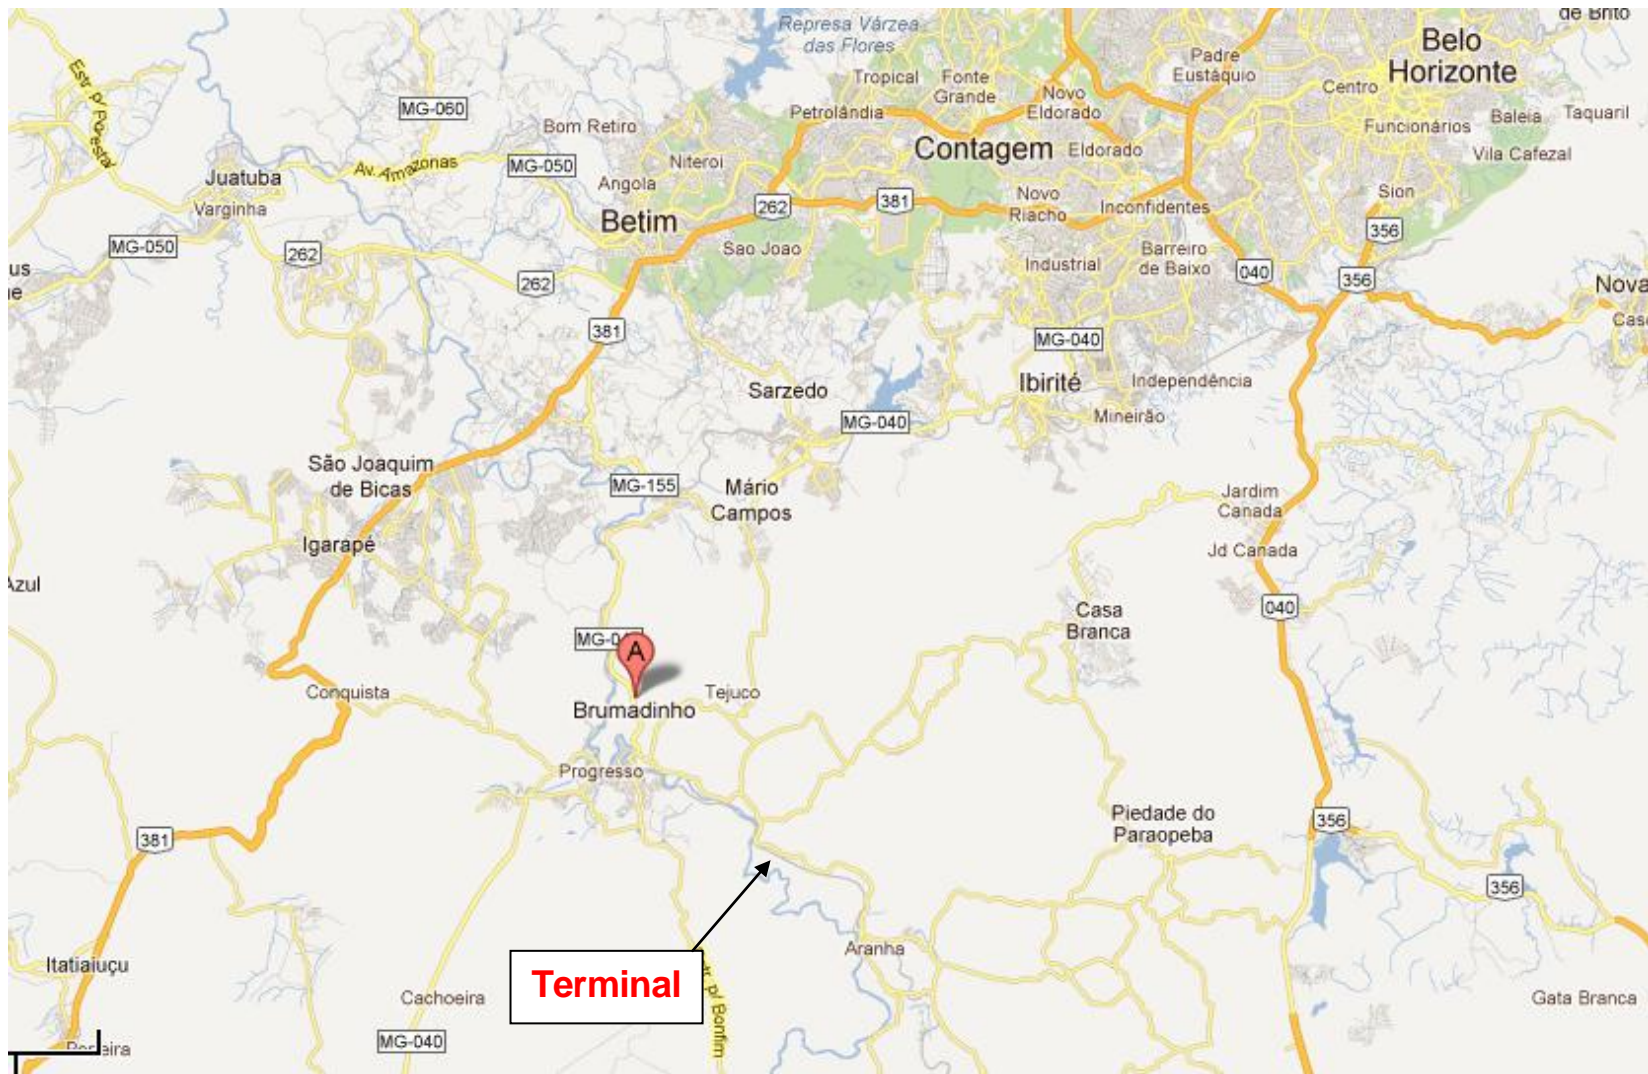 Represa Várzea
das Flores
de Brito
Belo
Horizonte
Padre
Eustáquio
Centro
Tropical
Fonte
Grande
Novo
Eldorado
Petrolândia
Funcionários
Baleia
Taquaril
Vila Cafezal
Estr. p/ Florestal
MG-060
Bom Retiro
Contagem
Eldorado
Av. Amazonas
MG-050
Niteroi
Juatuba
Angola
Varginha
262
381
Novo
Riacho
Inconfidentes
Sion
Betim
356
MG-050
262
Sao Joao
Industrial
Barreiro
de Baixo
040
356
us
e
262
Nova
381
MG-040
Ibirité
Independência
Sarzedo
Mineirão
MG-040
São Joaquim
de Bicas
MG-155
Mário
Campos
Jardim
Canada
Igarapé
Jd Canada
Azul
040
Casa
Branca
A
Conquista
Tejuco
Brumadinho
Progresso
Piedade do
Paraopeba
356
381
356
Aranha
Itatiaiuçu
Terminal
Estr. p/ Bonfim
Cachoeira
Gata Branca
MG-040